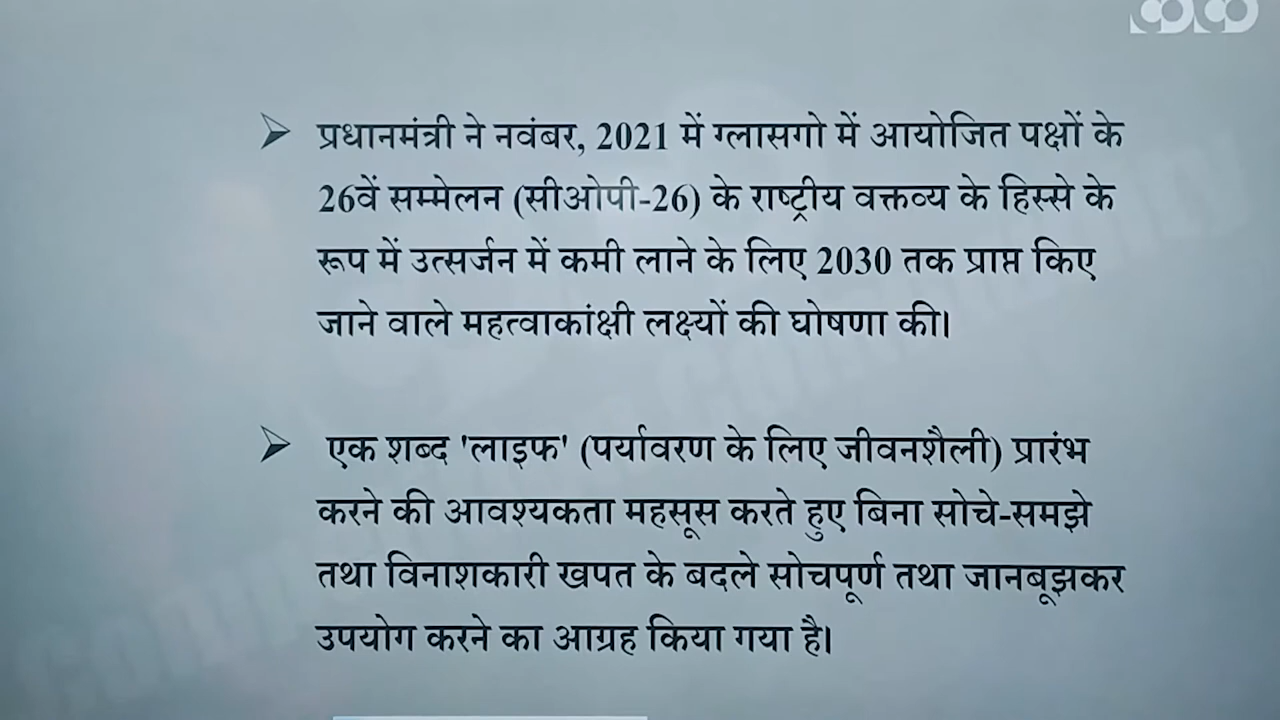 प्रधानमंत्री ने नवंबर, 2021 में ग्लासगो में आयोजित पक्षों के
26वें सम्मेलन (सीओपी-26) के राष्ट्रीय वक्तव्य के हिस्से के
रूप में उत्सर्जन में कमी लाने के लिए 2030 तक प्राप्त किए
जाने वाले महत्वाकांक्षी लक्ष्यों की घोषणा की।
एक शब्द 'लाइफ' (पर्यावरण के लिए जीवनशैली) प्रारंभ
करने की आवश्यकता महसूस करते हुए बिना सोचे-समझे
तथा विनाशकारी खपत के बदले सोचपूर्ण तथा जानबूझकर
उपयोग करने का आग्रह किया गया है।